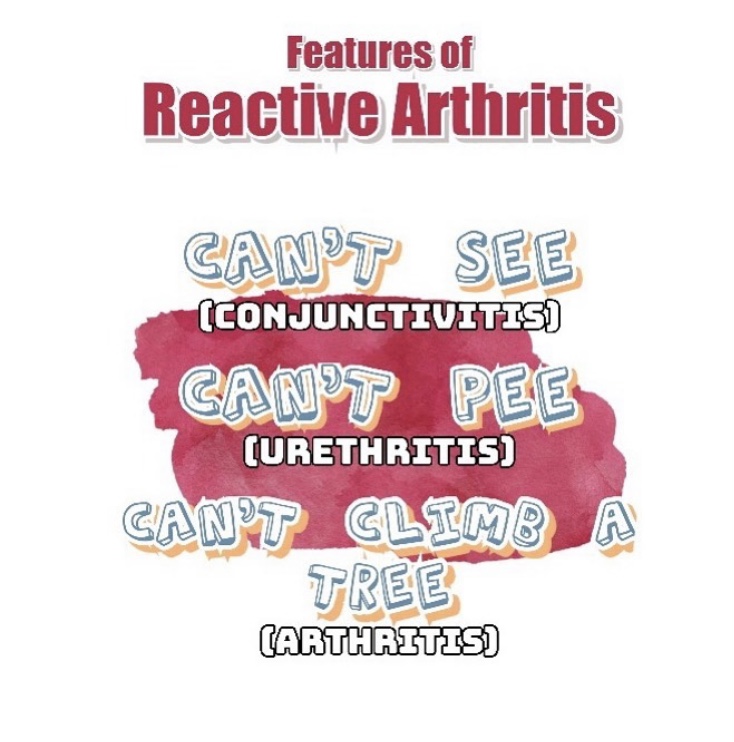 Features of
Reactive Arthritis
CAN'T SEE
(CONJUNCTIVITIS)
CAN'T PEE
(URETHRITIS)
CAN'T CLIMB A
TREE
(ARTHRITIS)